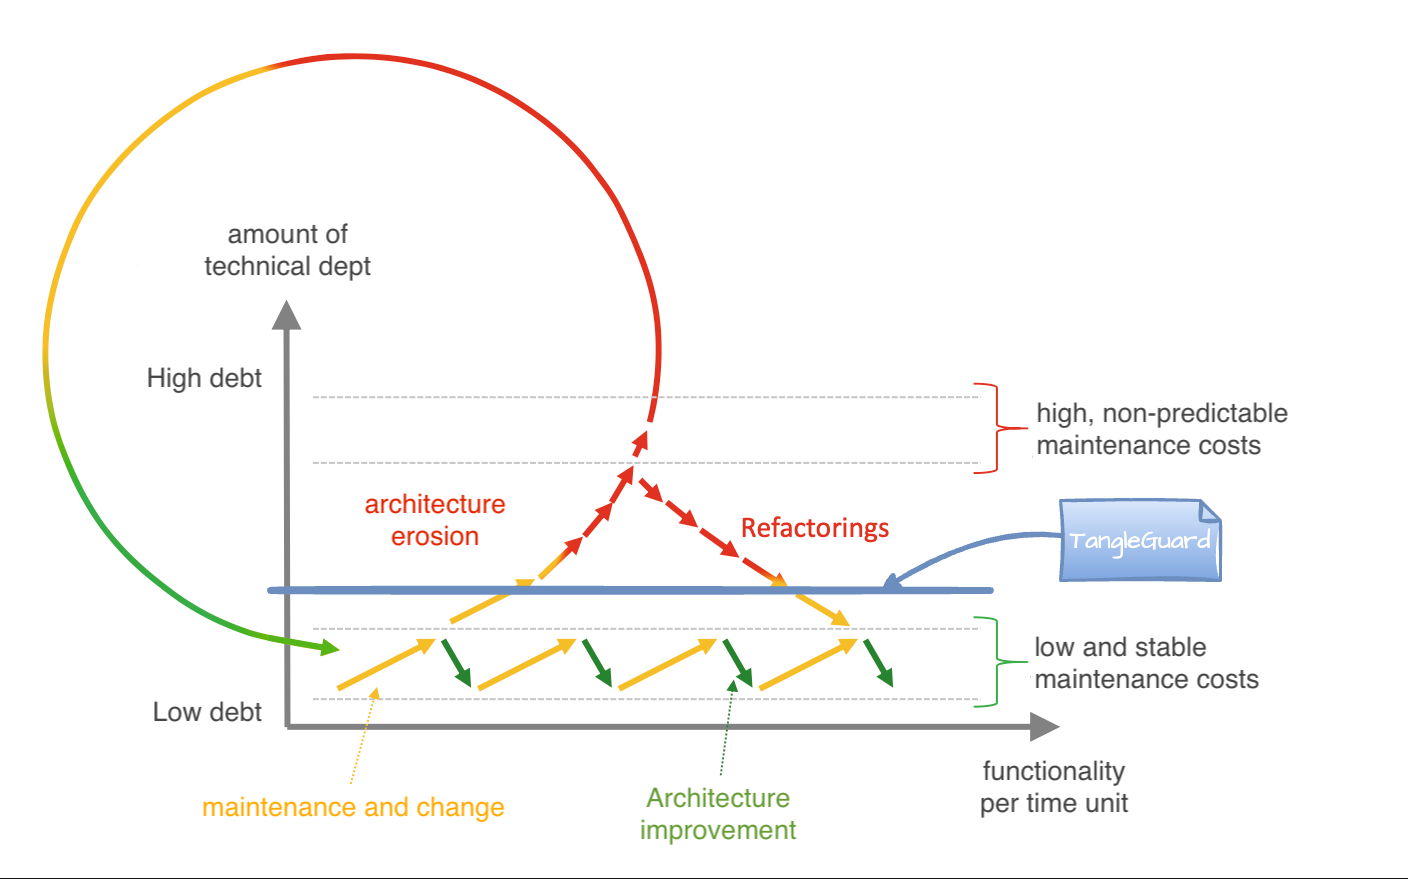 amount of
technical dept
High debt
high, non-predictable
maintenance costs
architecture
erosion
Refactorings
TangleGuard
low and stable
maintenance costs
Low debt
functionality
per time unit
maintenance and change
Architecture
improvement